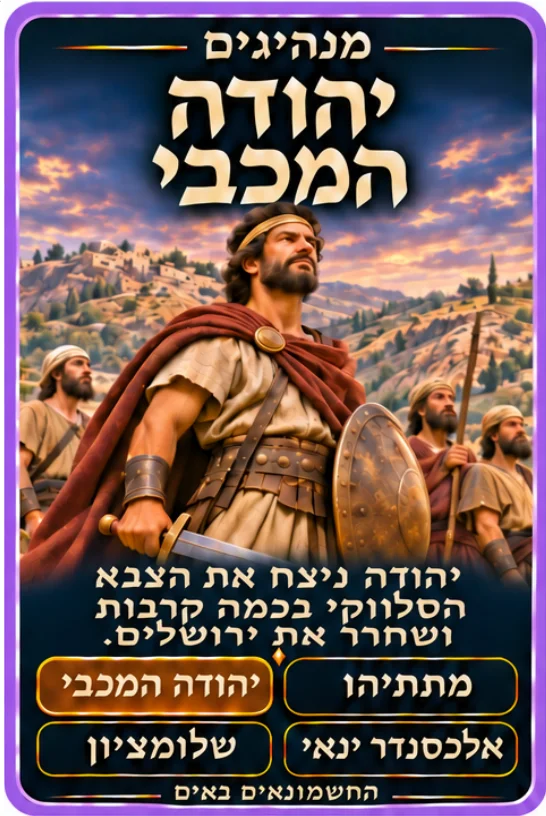 מנהיגים
יהודה
המכבי
יהודה ניצח את הצבא
הסלווקי בכמה קרבות
ושחרר את ירושלים.
מתתיהו
יהודה המכבי
אלכסנדר ינאי
שלומציון
החשמונאים באים